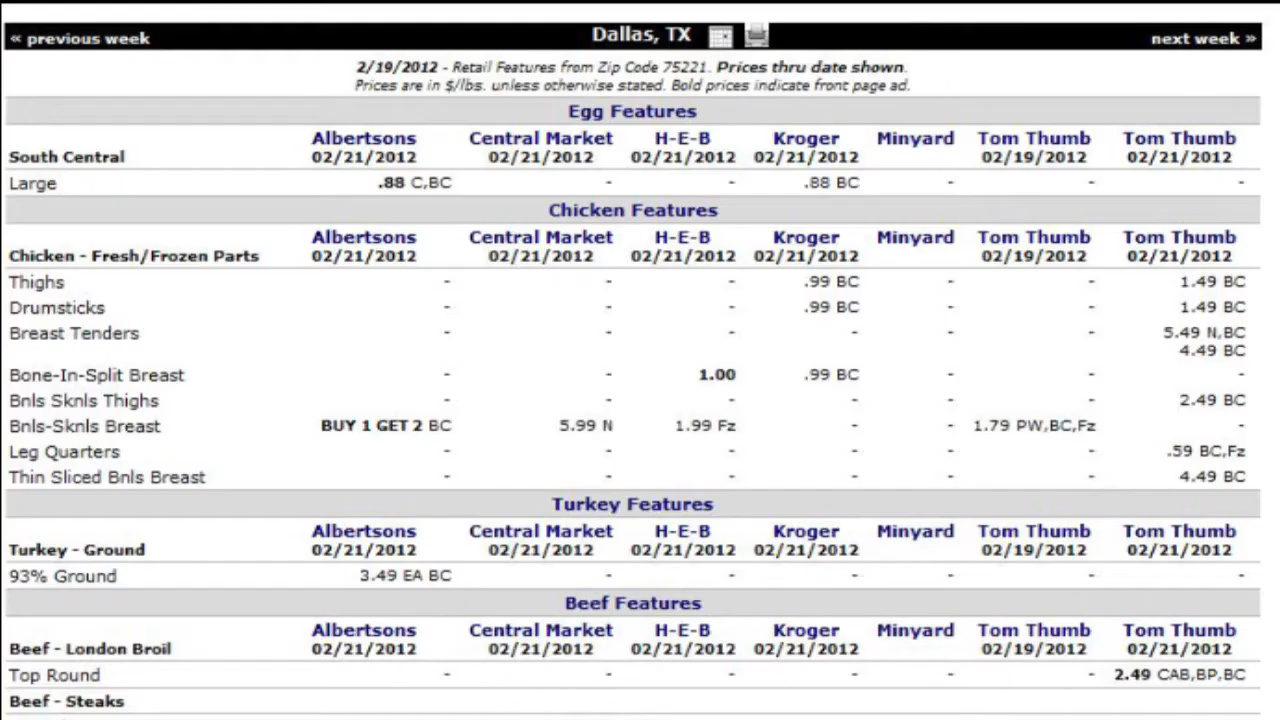 « previous week Dallas, TX next week »
2/19/2012 - Retail Features from Zip Code 75221. Prices thru date shown.
Prices are in $/lbs. unless otherwise stated. Bold prices indicate front page ad.
Egg Features
Albertsons Central Market H-E-B Kroger Minyard Tom Thumb Tom Thumb
South Central 02/21/2012 02/21/2012 02/21/2012 02/21/2012 02/19/2012 02/21/2012
Large .88 C,BC - - .88 BC - - -
Chicken Features
Albertsons Central Market H-E-B Kroger Minyard Tom Thumb Tom Thumb
Chicken - Fresh/Frozen Parts 02/21/2012 02/21/2012 02/21/2012 02/21/2012 02/19/2012 02/21/2012
Thighs - - - .99 BC - - 1.49 BC
Drumsticks - - - .99 BC - - 1.49 BC
Breast Tenders - - - - - - 5.49 N,BC
4.49 BC
Bone-In-Split Breast - - 1.00 .99 BC - - -
Bnls Sknls Thighs - - - - - - 2.49 BC
Bnls-Sknls Breast BUY 1 GET 2 BC 5.99 N 1.99 Fz - - 1.79 PW,BC,Fz -
Leg Quarters - - - - - - .59 BC,Fz
Thin Sliced Bnls Breast - - - - - - 4.49 BC
Turkey Features
Albertsons Central Market H-E-B Kroger Minyard Tom Thumb Tom Thumb
Turkey - Ground 02/21/2012 02/21/2012 02/21/2012 02/21/2012 02/19/2012 02/21/2012
93% Ground 3.49 EA BC - - - - - -
Beef Features
Albertsons Central Market H-E-B Kroger Minyard Tom Thumb Tom Thumb
Beef - London Broil 02/21/2012 02/21/2012 02/21/2012 02/21/2012 02/19/2012 02/21/2012
Top Round - - - - - - 2.49 CAB,BP,BC
Beef - Steaks